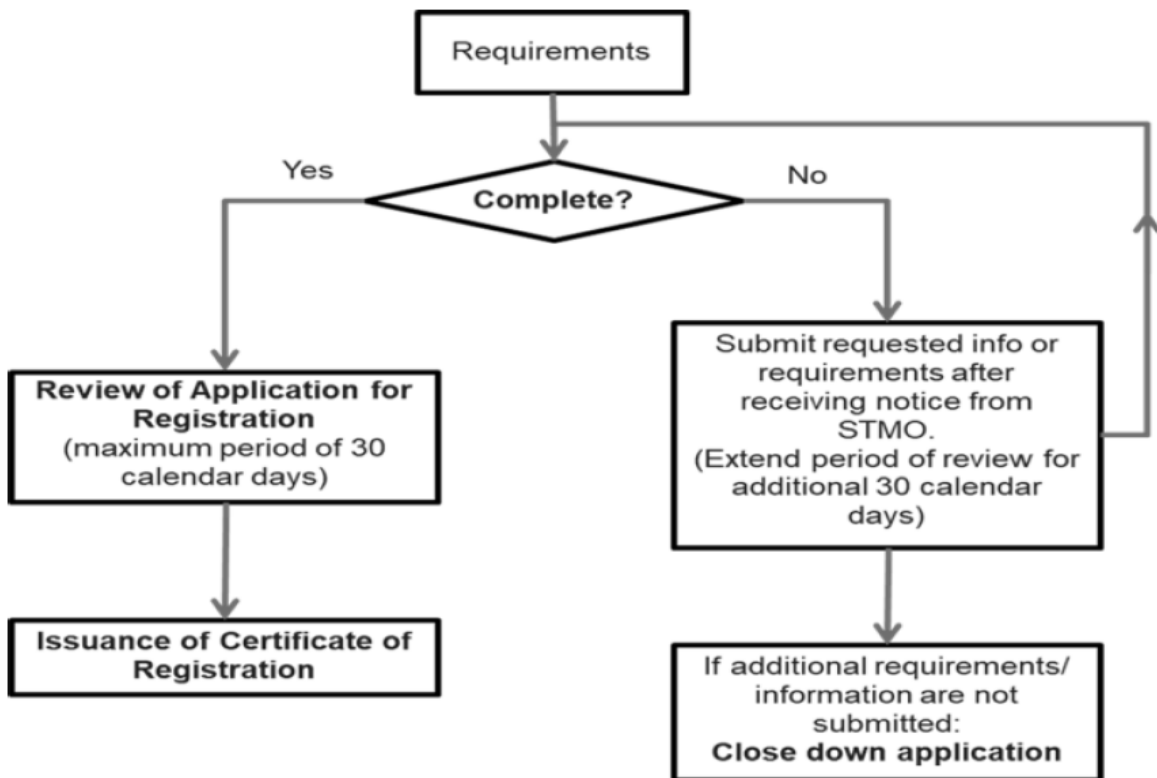 Requirements
Yes
Complete?
No
Review of Application for
Registration
(maximum period of 30
calendar days)
Issuance of Certificate of
Registration
Submit requested info or
requirements after
receiving notice from
STMO.
(Extend period of review for
additional 30 calendar
days)
If additional requirements/
information are not
submitted:
Close down application